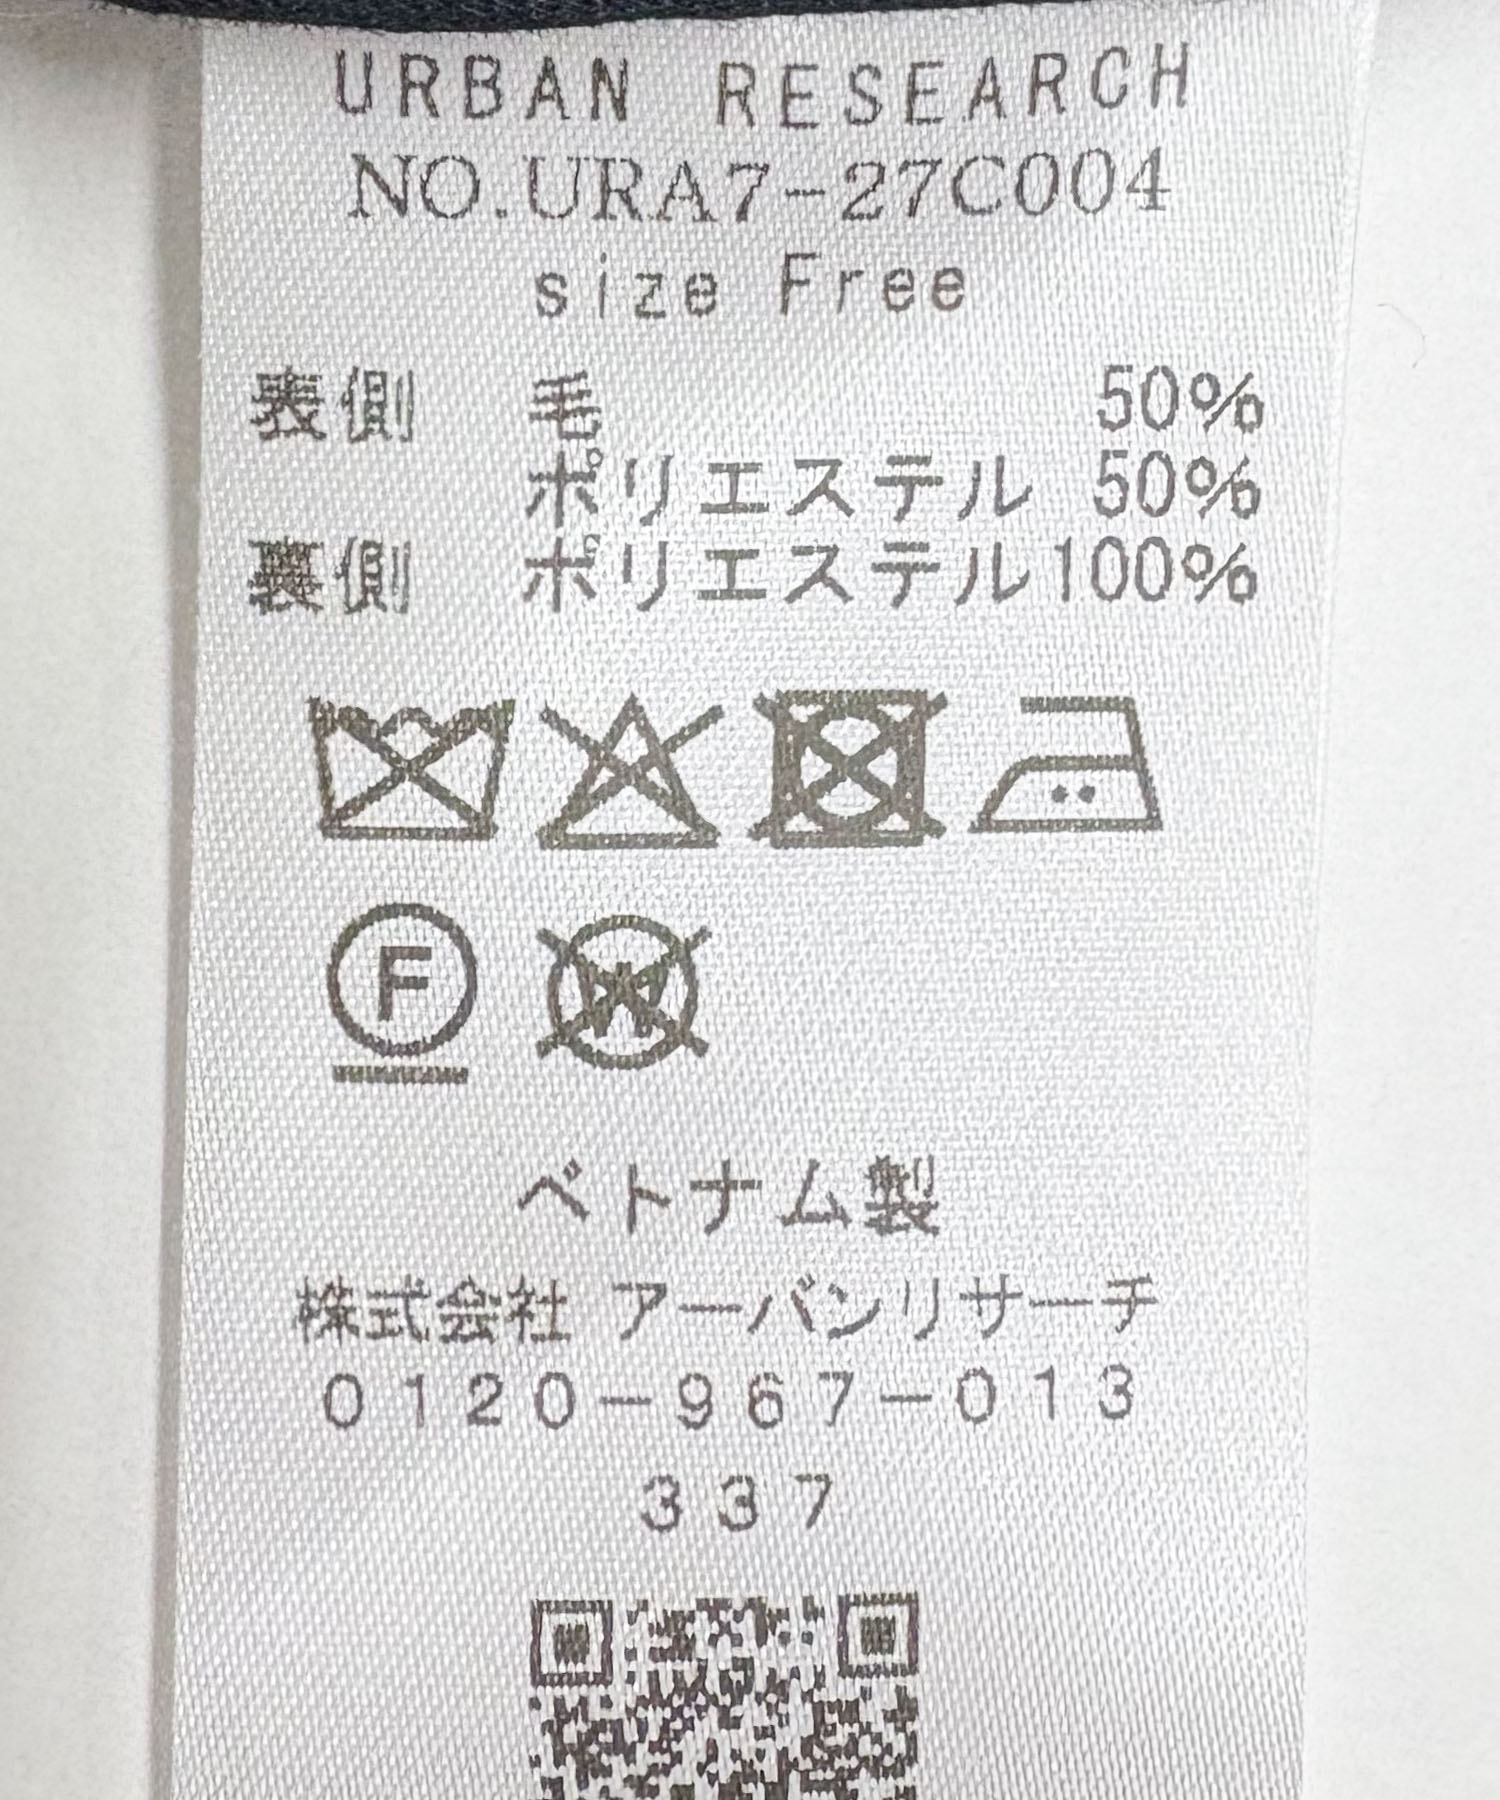 URBAN RESEARCH
NO.URA7-27C004
size Free
表側 毛 50%
ポリエステル 50%
裏側 ポリエステル100%
F
W
ベトナム製
株式会社 アーバンリサーチ
0120-967-013
337